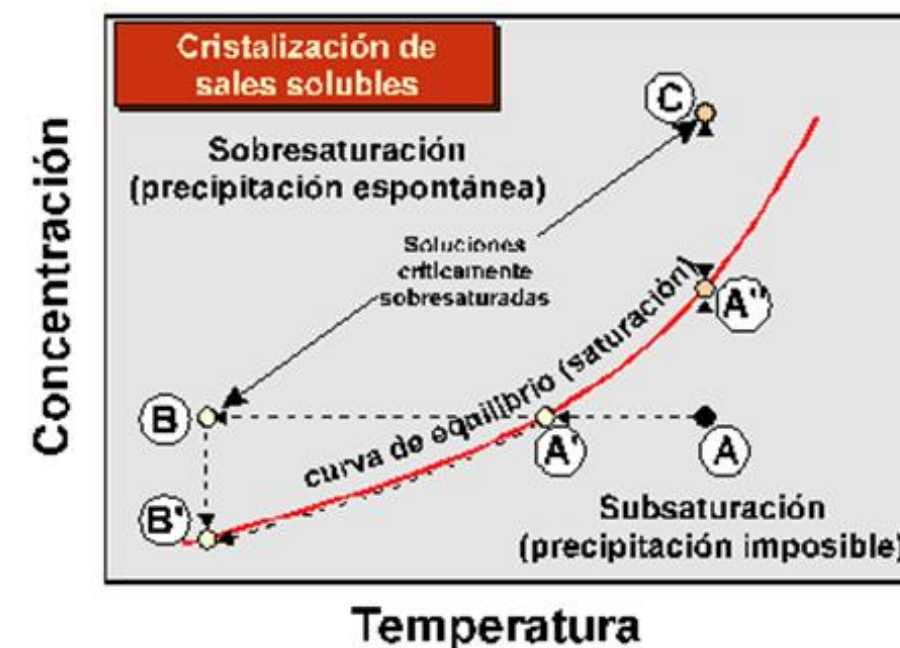 Cristalización de
sales solubles
Sobresaturación
(precipitación espontánea)
Soluciones
críticamente
sobresaturadas
curva de equilibrio (saturación)
C
A''
B
A'
A
B'
Subsaturación
(precipitación imposible)
Concentración
Temperatura